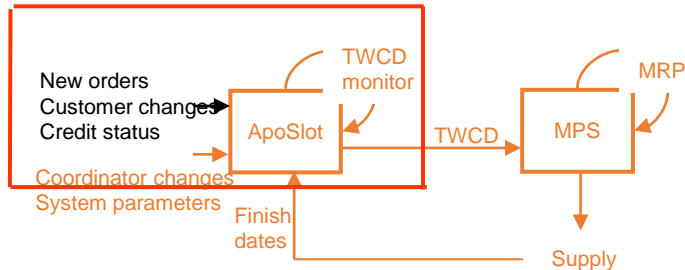 TWCD
monitor
MRP
New orders
Customer changes
Credit status
ApoSlot
TWCD
MPS
Coordinator changes
System parameters
Finish
dates
Supply